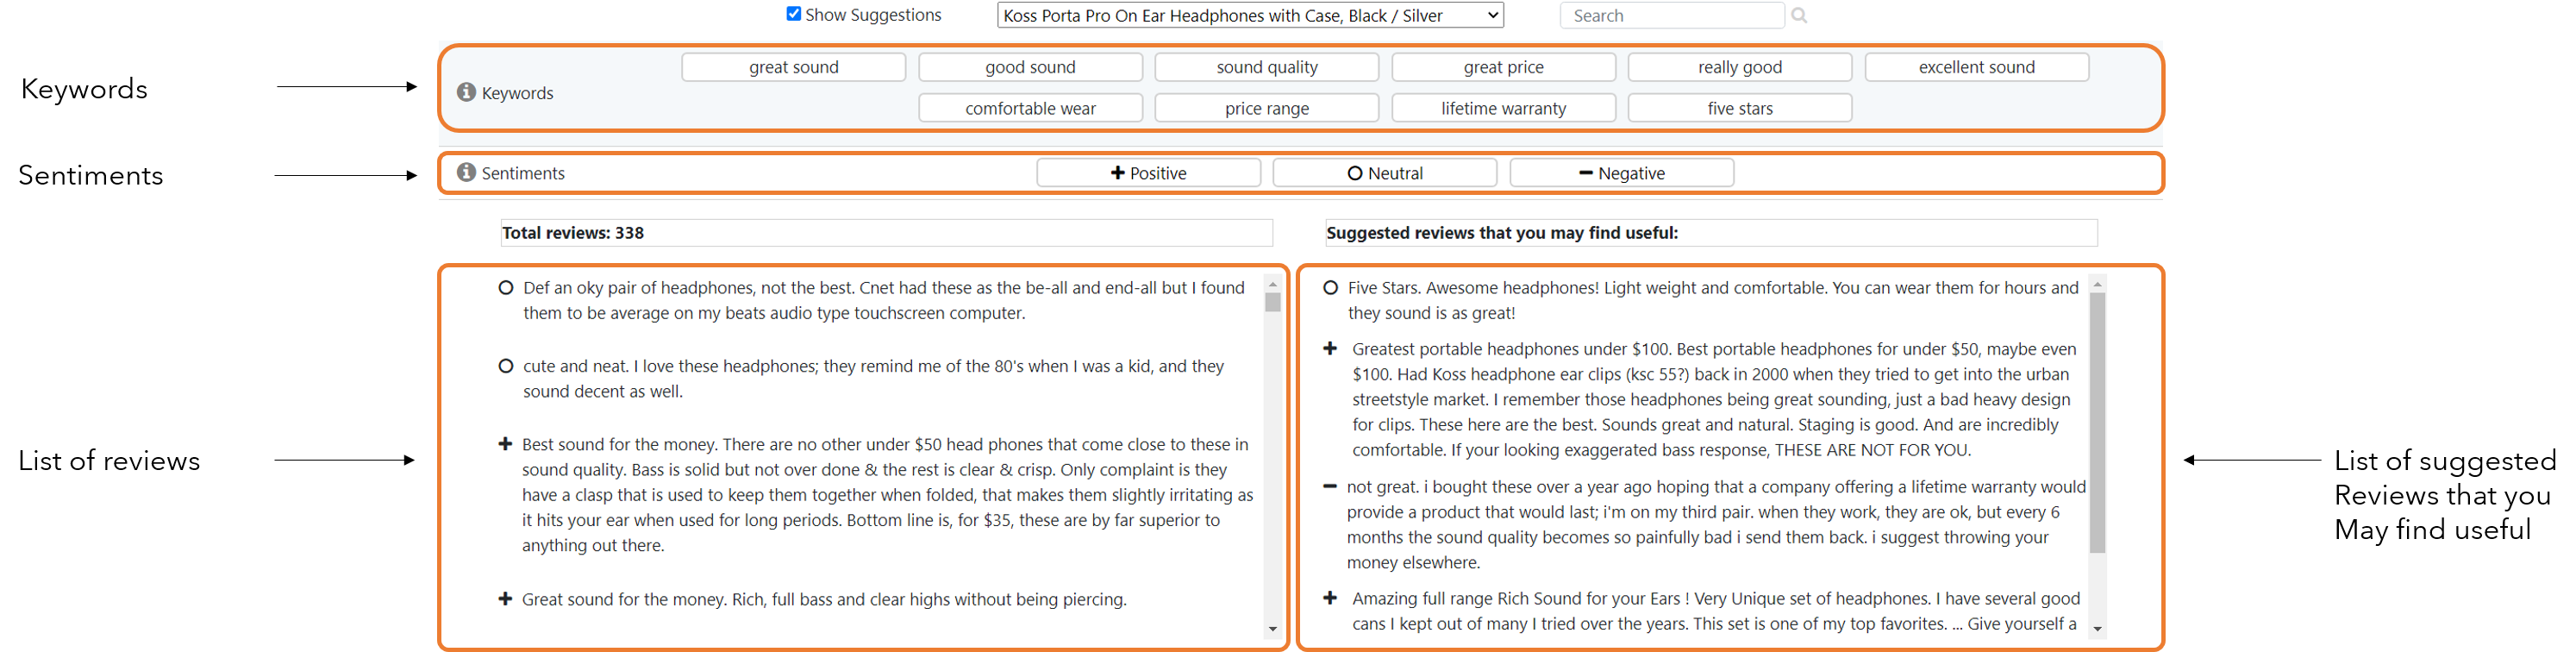 Show Suggestions
Koss Porta Pro On Ear Headphones with Case, Black / Silver
Search
Keywords
Keywords
great sound
good sound
sound quality
great price
really good
excellent sound
comfortable wear
price range
lifetime warranty
five stars
Sentiments
Sentiments
Positive
Neutral
Negative
Total reviews: 338
Suggested reviews that you may find useful:
List of reviews
Def an oky pair of headphones, not the best. Cnet had these as the be-all and end-all but I found
them to be average on my beats audio type touchscreen computer.
cute and neat. I love these headphones; they remind me of the 80's when I was a kid, and they
sound decent as well.
Best sound for the money. There are no other under $50 head phones that come close to these in
sound quality. Bass is solid but not over done & the rest is clear & crisp. Only complaint is they
have a clasp that is used to keep them together when folded, that makes them slightly irritating as
it hits your ear when used for long periods. Bottom line is, for $35, these are by far superior to
anything out there.
Great sound for the money. Rich, full bass and clear highs without being piercing.
Five Stars. Awesome headphones! Light weight and comfortable. You can wear them for hours and
they sound is as great!
Greatest portable headphones under $100. Best portable headphones for under $50, maybe even
$100. Had Koss headphone ear clips (ksc 55?) back in 2000 when they tried to get into the urban
streetstyle market. I remember those headphones being great sounding, just a bad heavy design
for clips. These here are the best. Sounds great and natural. Staging is good. And are incredibly
comfortable. If your looking exaggerated bass response, THESE ARE NOT FOR YOU.
not great. i bought these over a year ago hoping that a company offering a lifetime warranty would
provide a product that would last; i'm on my third pair. when they work, they are ok, but every 6
months the sound quality becomes so painfully bad i send them back. i suggest throwing your
money elsewhere.
Amazing full range Rich Sound for your Ears ! Very Unique set of headphones. I have several good
cans I kept out of many I tried over the years. This set is one of my top favorites. ... Give yourself a
List of suggested
Reviews that you
May find useful